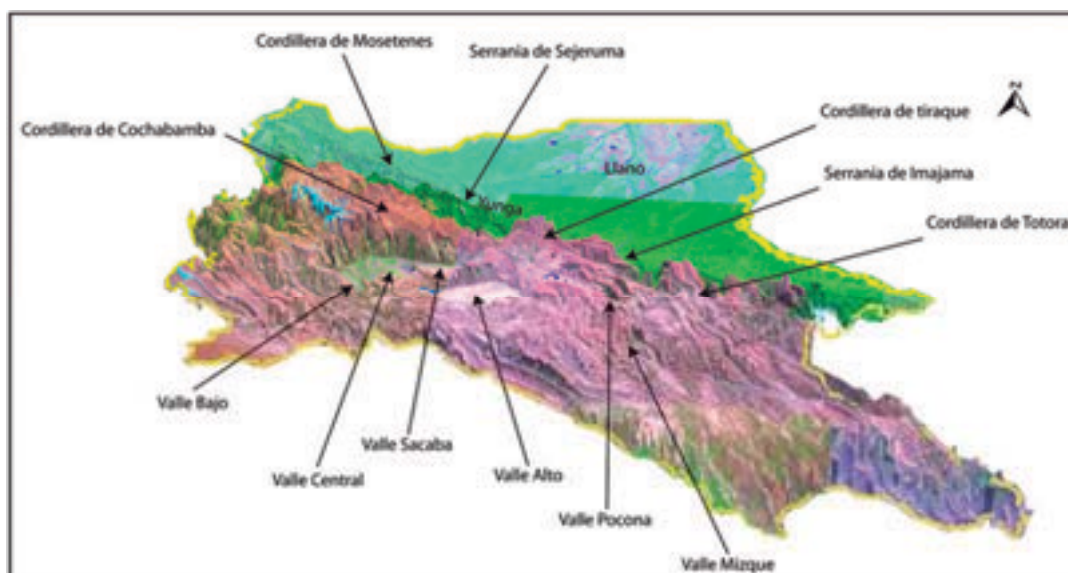 Cordillera de Mosetenes
Serrania de Sejeruma
N
Cordillera de Cochabamba
Cordillera de tiraque
Llano
Serrania de Imajama
Yunga
Cordillera de Totora
Valle Bajo
Valle Sacaba
Valle Central
Valle Alto
Valle Pocona
Valle Mizque